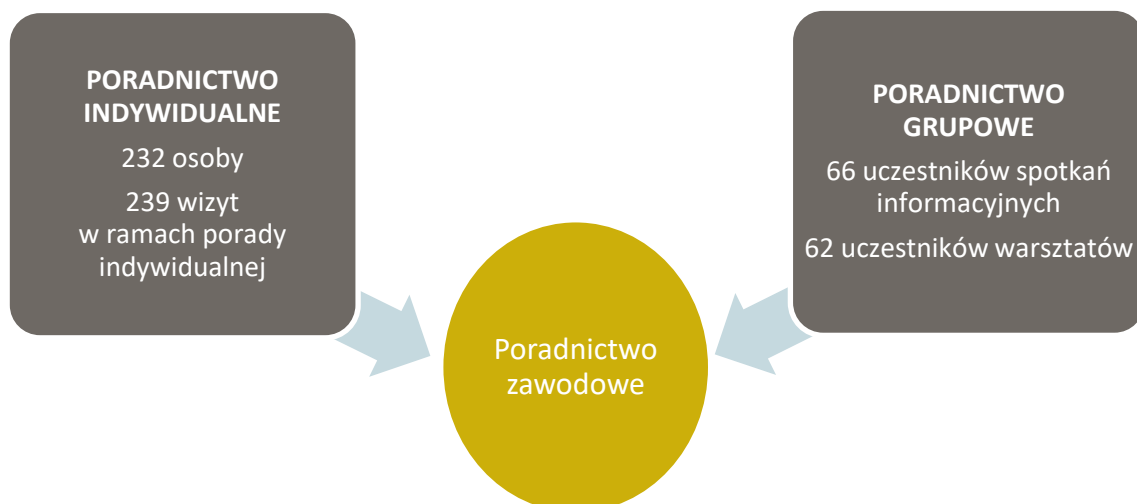 PORADNICTWO
INDYWIDUALNE
232 osoby
239 wizyt
w ramach porady
indywidualnej
PORADNICTWO
GRUPOWE
66 uczestników spotkań
informacyjnych
62 uczestników warsztatów
Poradnictwo
zawodowe